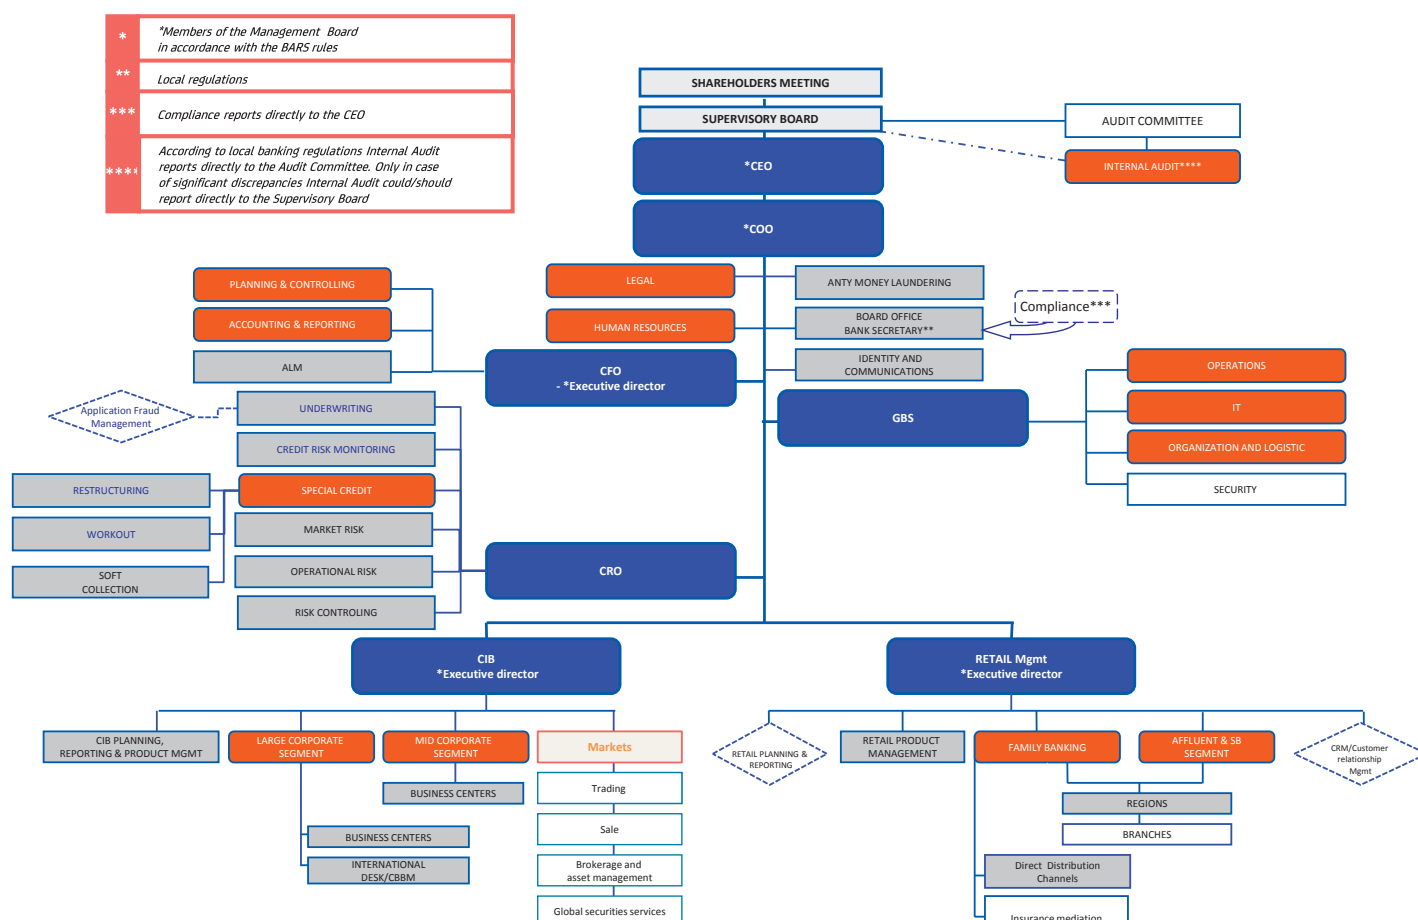 *
*Members of the Management Board
in accordance with the BARS rules
**
Local regulations
***
Compliance reports directly to the CEO
****
According to local banking regulations Internal Audit
reports directly to the Audit Committee. Only in case
of significant discrepancies Internal Audit could/should
report directly to the Supervisory Board
SHAREHOLDERS MEETING
SUPERVISORY BOARD
AUDIT COMMITTEE
INTERNAL AUDIT****
*CEO
*COO
PLANNING & CONTROLLING
ACCOUNTING & REPORTING
ALM
LEGAL
HUMAN RESOURCES
ANTY MONEY LAUNDERING
BOARD OFFICE
BANK SECRETARY**
IDENTITY AND
COMMUNICATIONS
Compliance***
CFO
- *Executive director
GBS
OPERATIONS
IT
ORGANIZATION AND LOGISTIC
SECURITY
Application Fraud
Management
UNDERWRITING
CREDIT RISK MONITORING
SPECIAL CREDIT
MARKET RISK
OPERATIONAL RISK
RISK CONTROLING
RESTRUCTURING
WORKOUT
SOFT
COLLECTION
CRO
CIB
*Executive director
RETAIL Mgmt
*Executive director
CIB PLANNING,
REPORTING & PRODUCT MGMT
LARGE CORPORATE
SEGMENT
MID CORPORATE
SEGMENT
Markets
BUSINESS CENTERS
BUSINESS CENTERS
INTERNATIONAL
DESK/CBBM
Trading
Sale
Brokerage and
asset management
Global securities services
RETAIL PLANNING &
REPORTING
RETAIL PRODUCT
MANAGEMENT
FAMILY BANKING
AFFLUENT & SB
SEGMENT
CRM/Customer
relationship
Mgmt
REGIONS
BRANCHES
Direct Distribution
Channels
Insurance mediation